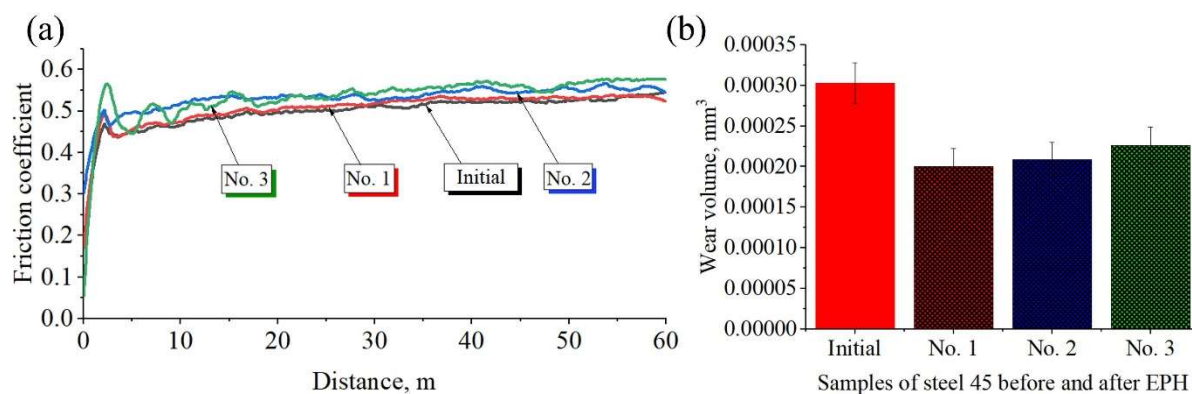 (a)
Friction coefficient
0.6
0.5
0.4
0.3
0.2
0.1
0.0
No. 3
No. 1
Initial
No. 2
0 10 20 30 40 50 60
Distance, m
(b)
Wear volume, mm³
0.00035
0.00030
0.00025
0.00020
0.00015
0.00010
0.00005
0.00000
Initial No. 1 No. 2 No. 3
Samples of steel 45 before and after EPH